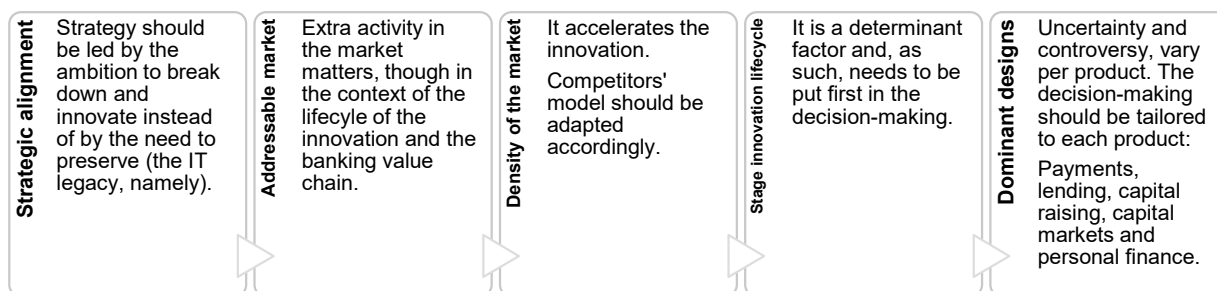 Strategic alignment
Strategy should
be led by the
ambition to break
down and
innovate instead
of by the need to
preserve (the IT
legacy, namely).
Addressable market
Extra activity in
the market
matters, though in
the context of the
lifecyle of the
innovation and the
banking value
chain.
Density of the market
It accelerates the
innovation.
Competitors'
model should be
adapted
accordingly.
Stage innovation lifecycle
It is a determinant
factor and, as
such, needs to be
put first in the
decision-making.
Dominant designs
Uncertainty and
controversy, vary
per product. The
decision-making
should be tailored
to each product:
Payments,
lending, capital
raising, capital
markets and
personal finance.